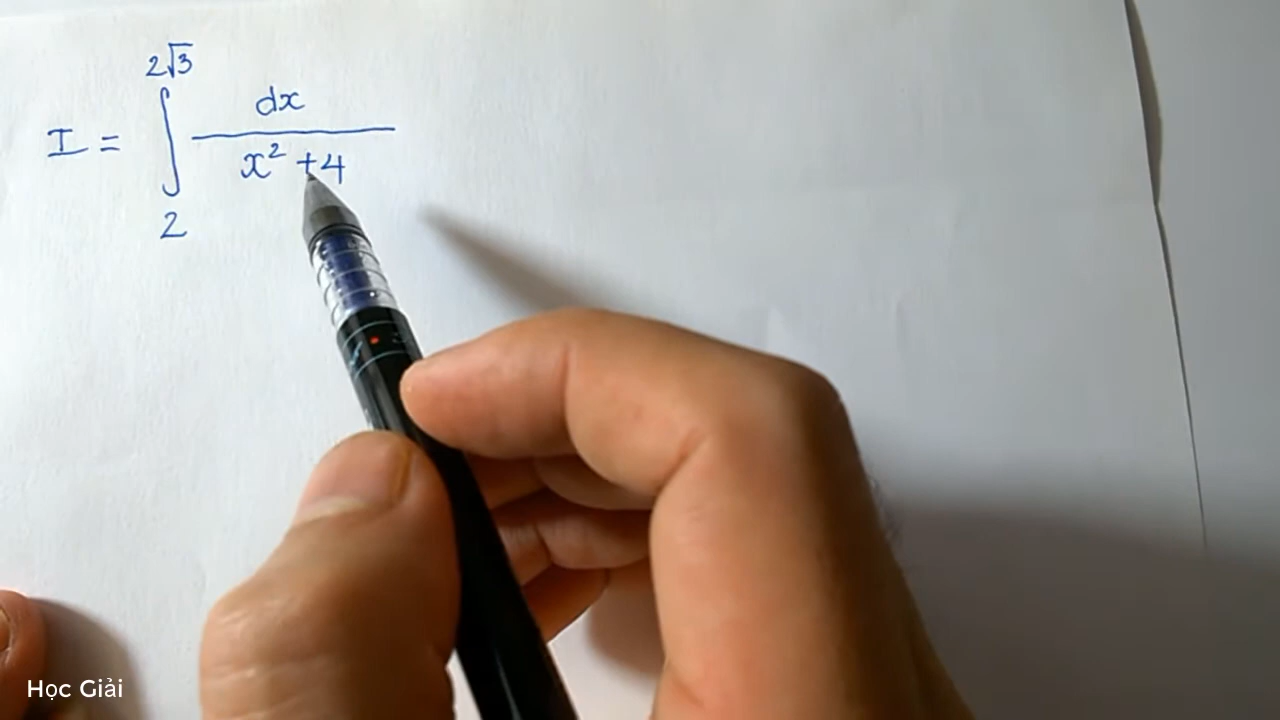 I = ∫₂^{2√3} dx / (x² + 4)
Học Giải